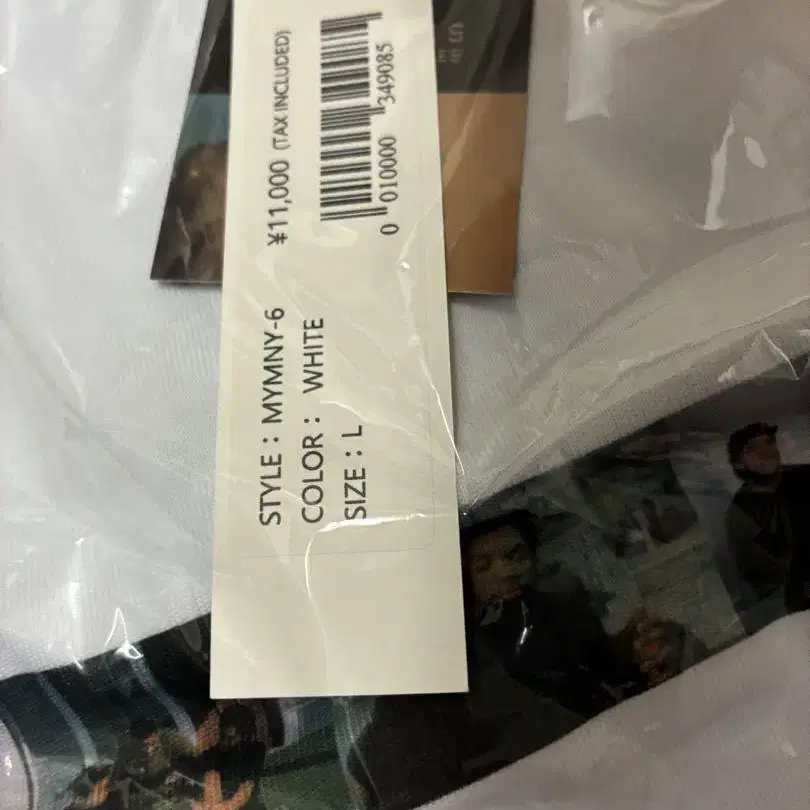 ¥11,000 (TAX INCLUDED)
0 010000 349085
STYLE : MYMNY-6
COLOR : WHITE
SIZE : L